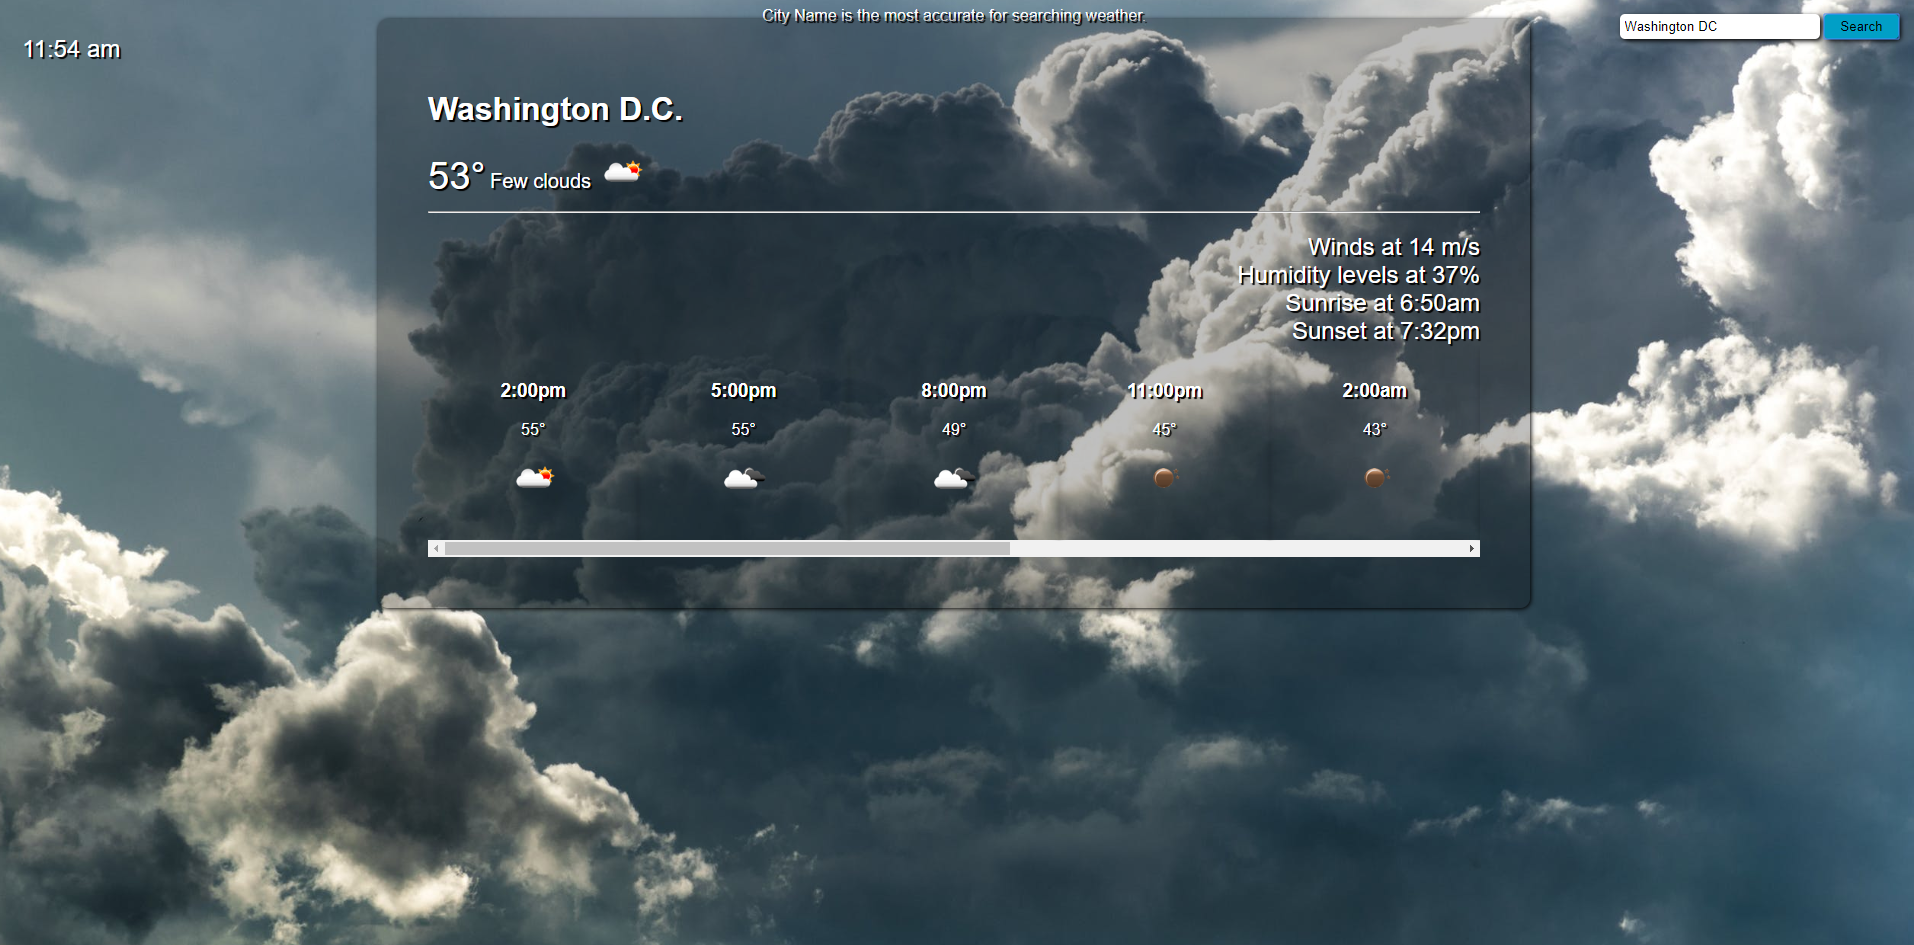 City Name is the most accurate for searching weather.
Washington DC Search
11:54 am
Washington D.C.
53° Few clouds
Winds at 14 m/s
Humidity levels at 37%
Sunrise at 6:50am
Sunset at 7:32pm
2:00pm 5:00pm 8:00pm 11:00pm 2:00am
55° 55° 49° 45° 43°